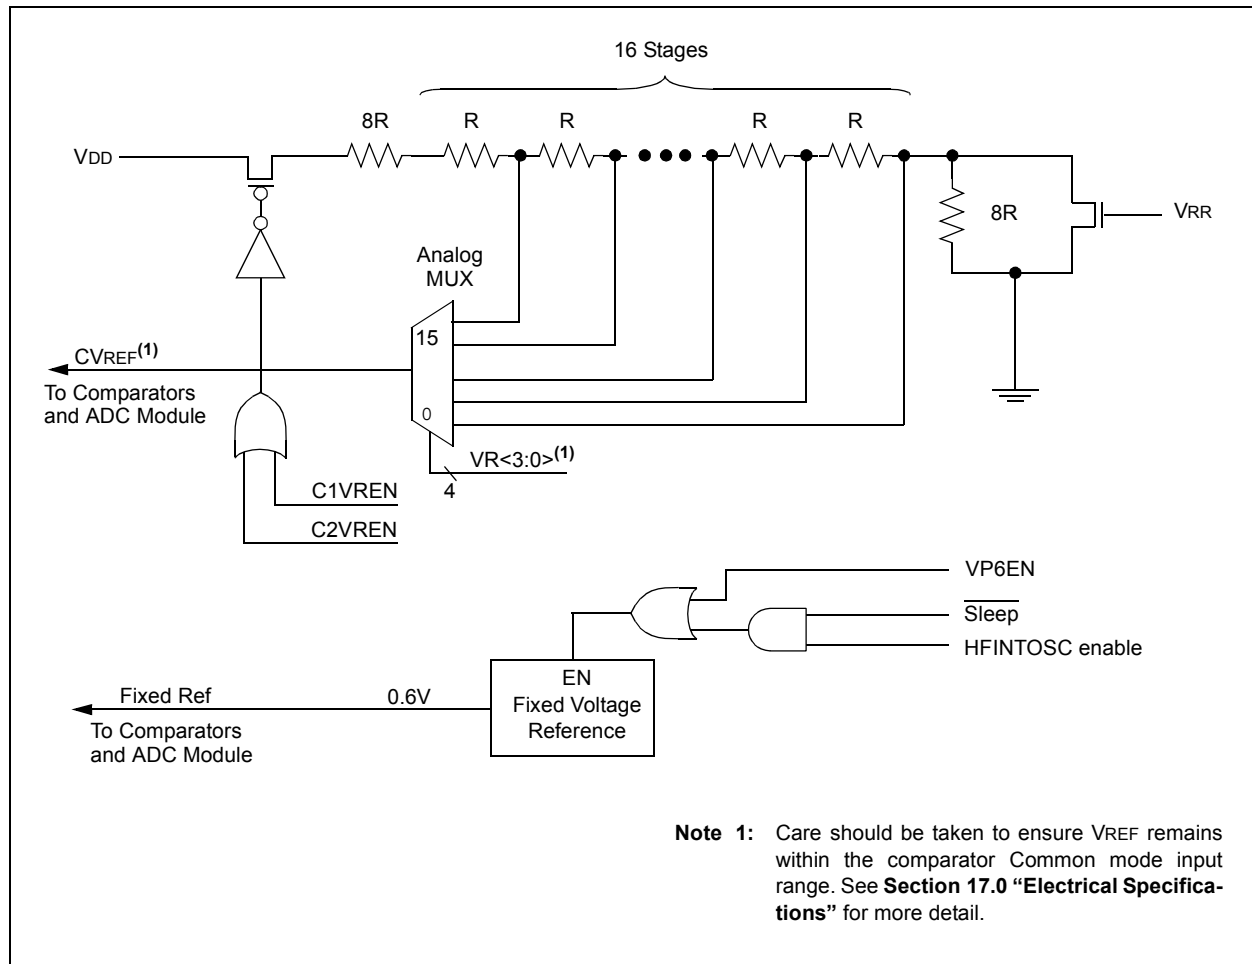 16 Stages
8R R R R R
VDD
8R
VRR
Analog
MUX
15
CVREF(1)
To Comparators
and ADC Module
0
VR<3:0>(1)
4
C1VREN
C2VREN
VP6EN
Sleep
HFINTOSC enable
EN
Fixed Ref 0.6V
Fixed Voltage
Reference
To Comparators
and ADC Module
Note 1: Care should be taken to ensure VREF remains
within the comparator Common mode input
range. See Section 17.0 “Electrical Specifica-
tions” for more detail.